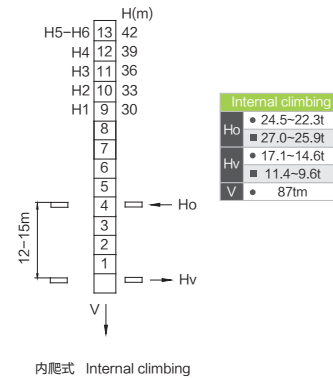 H(m)
H5-H6 13 42
H4 12 39
H3 11 36
H2 10 33
H1 9 30
8
7
6
5
4 Ho
3
2
1
12-15m
Hv
V
Internal climbing
Ho ● 24.5~22.3t
■ 27.0~25.9t
Hv ● 17.1~14.6t
■ 11.4~9.6t
V ● 87tm
内爬式 Internal climbing